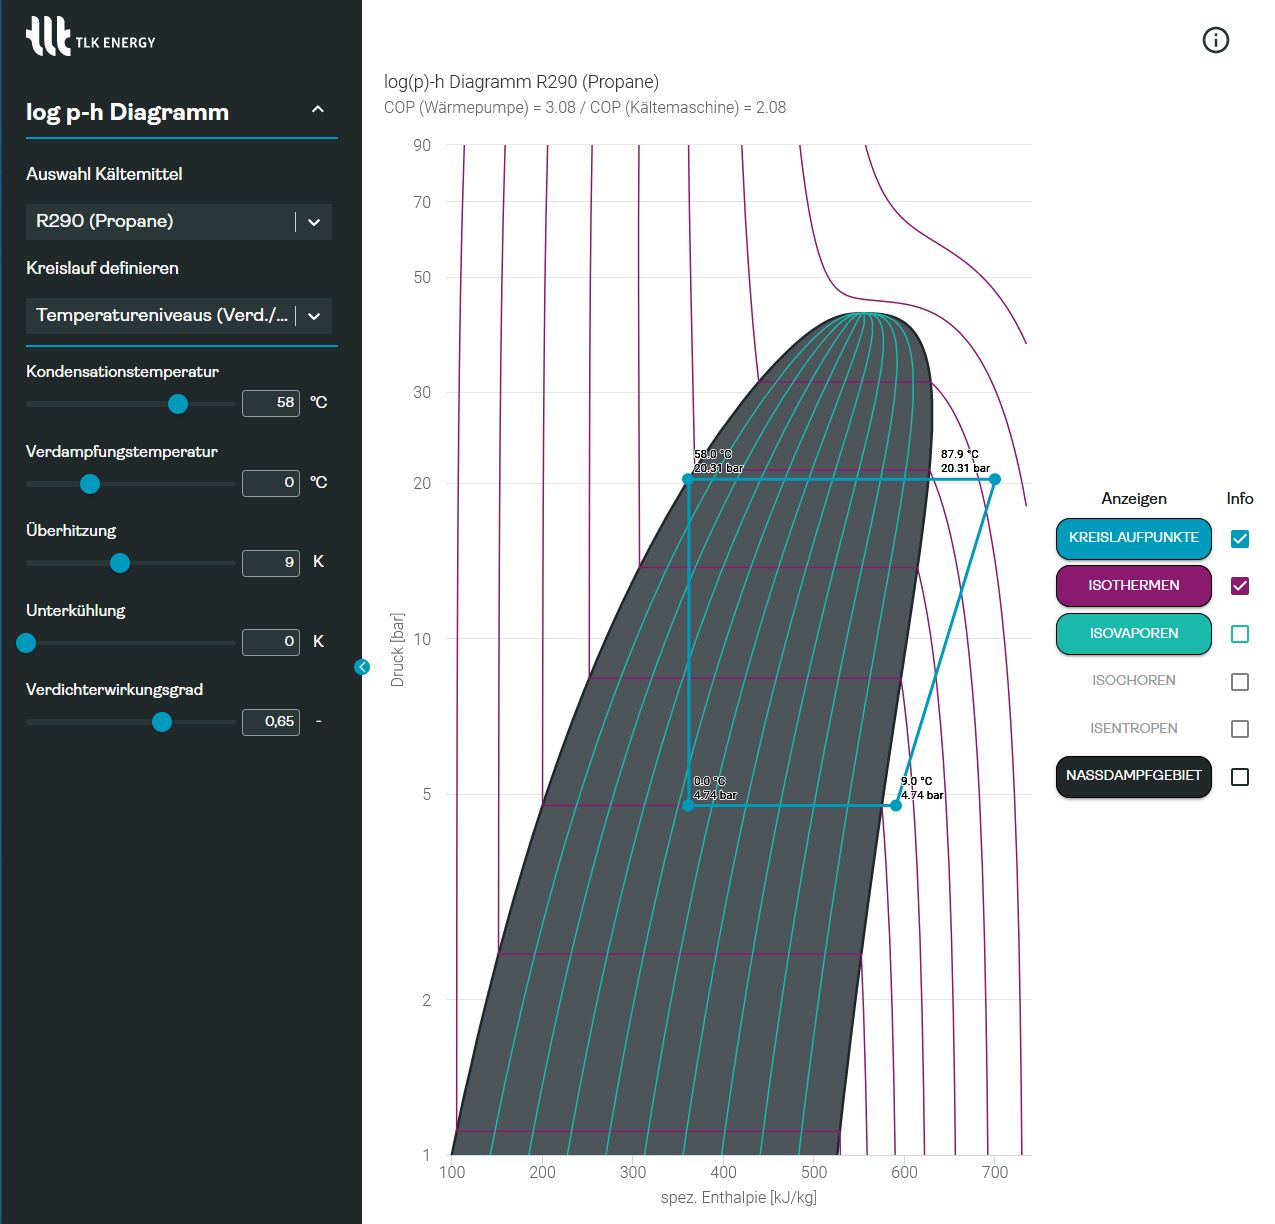 TLK ENERGY
log p-h Diagramm
Auswahl Kältemittel
R290 (Propane)
Kreislauf definieren
Temperatureniveaus (Verd./...
Kondensationstemperatur
58 °C
Verdampfungstemperatur
0 °C
Überhitzung
9 K
Unterkühlung
0 K
Verdichterwirkungsgrad
0,65 -
log(p)-h Diagramm R290 (Propane)
COP (Wärmepumpe) = 3.08 / COP (Kältemaschine) = 2.08
90
70
50
30
20
10
5
2
1
Druck [bar]
58.0 °C
20.31 bar
87.9 °C
20.31 bar
0.0 °C
4.74 bar
9.0 °C
4.74 bar
100 200 300 400 500 600 700
spez. Enthalpie [kJ/kg]
Anzeigen Info
KREISLAUFPUNKTE
ISOTHERMEN
ISOVAPOREN
ISOCHOREN
ISENTROPEN
NASSDAMPFGEBIET